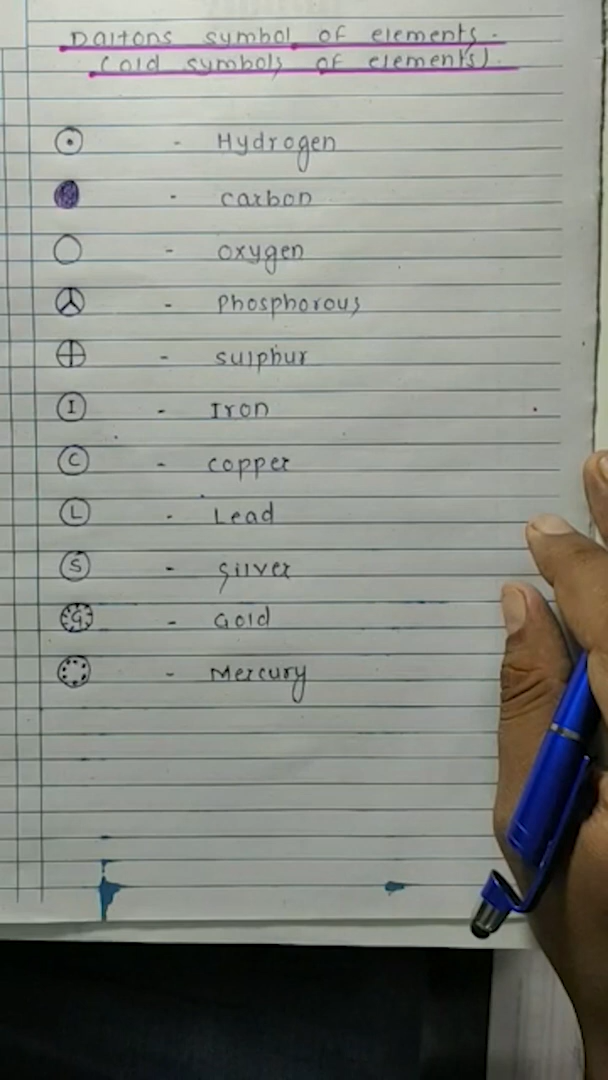 Daltons symbol of elements.
(old symbols of elements).
- Hydrogen
- carbon
- oxygen
- Phosphorous
- sulphur
I - Iron
C - copper
L - Lead
S - silver
G - Gold
- Mercury